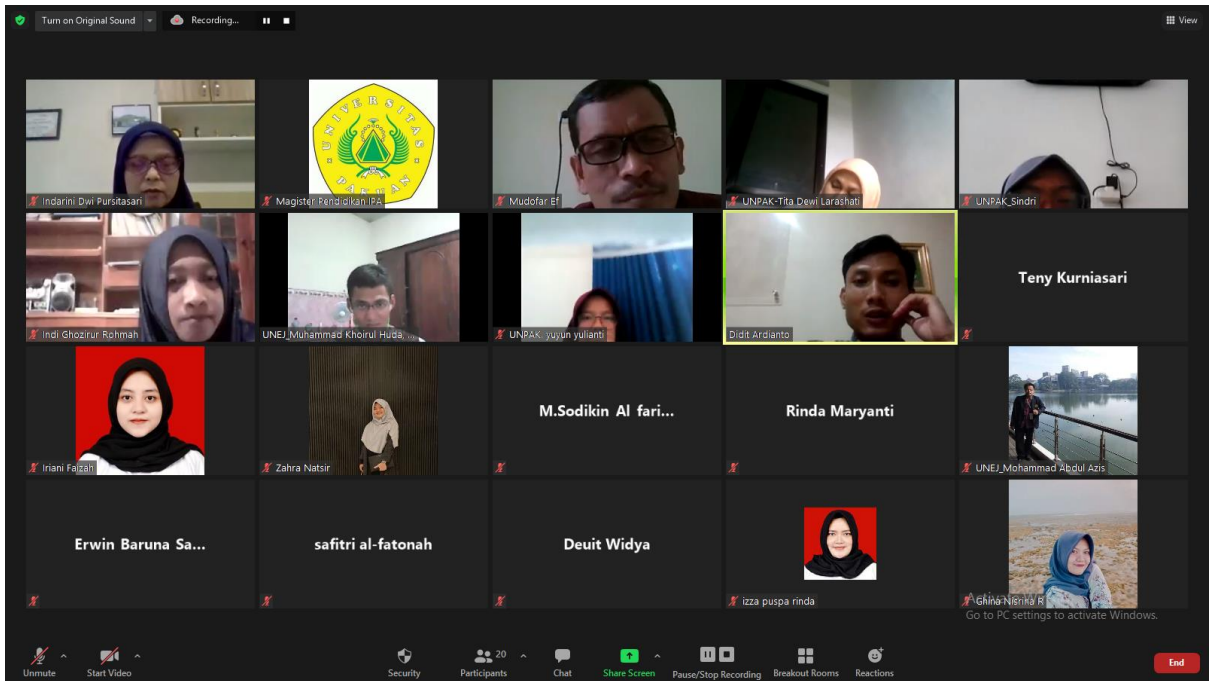 Turn on Original Sound
Recording...
View
UNIVERSITAS
PAKUAN
Indarini Dwi Pursitasari
Magister Pendidikan IPA
Mudofar Ef
UNPAK-Tita Dewi Larashati
UNPAK_Sindri
Indi Ghozirur Rohmah
UNEJ_Muhammad Khoirul Huda, ...
UNPAK. yuyun yulianti
Didit Ardianto
Teny Kurniasari
Iriani Faizah
Zahra Natsir
M.Sodikin Al fari...
Rinda Maryanti
UNEJ_Mohammad Abdul Azis
Erwin Baruna Sa...
safitri al-fatonah
Deuit Widya
izza puspa rinda
Ghina Nisrina R
Go to PC settings to activate Windows.
Unmute
Start Video
Security
Participants
20
Chat
Share Screen
Pause/Stop Recording
Breakout Rooms
Reactions
End